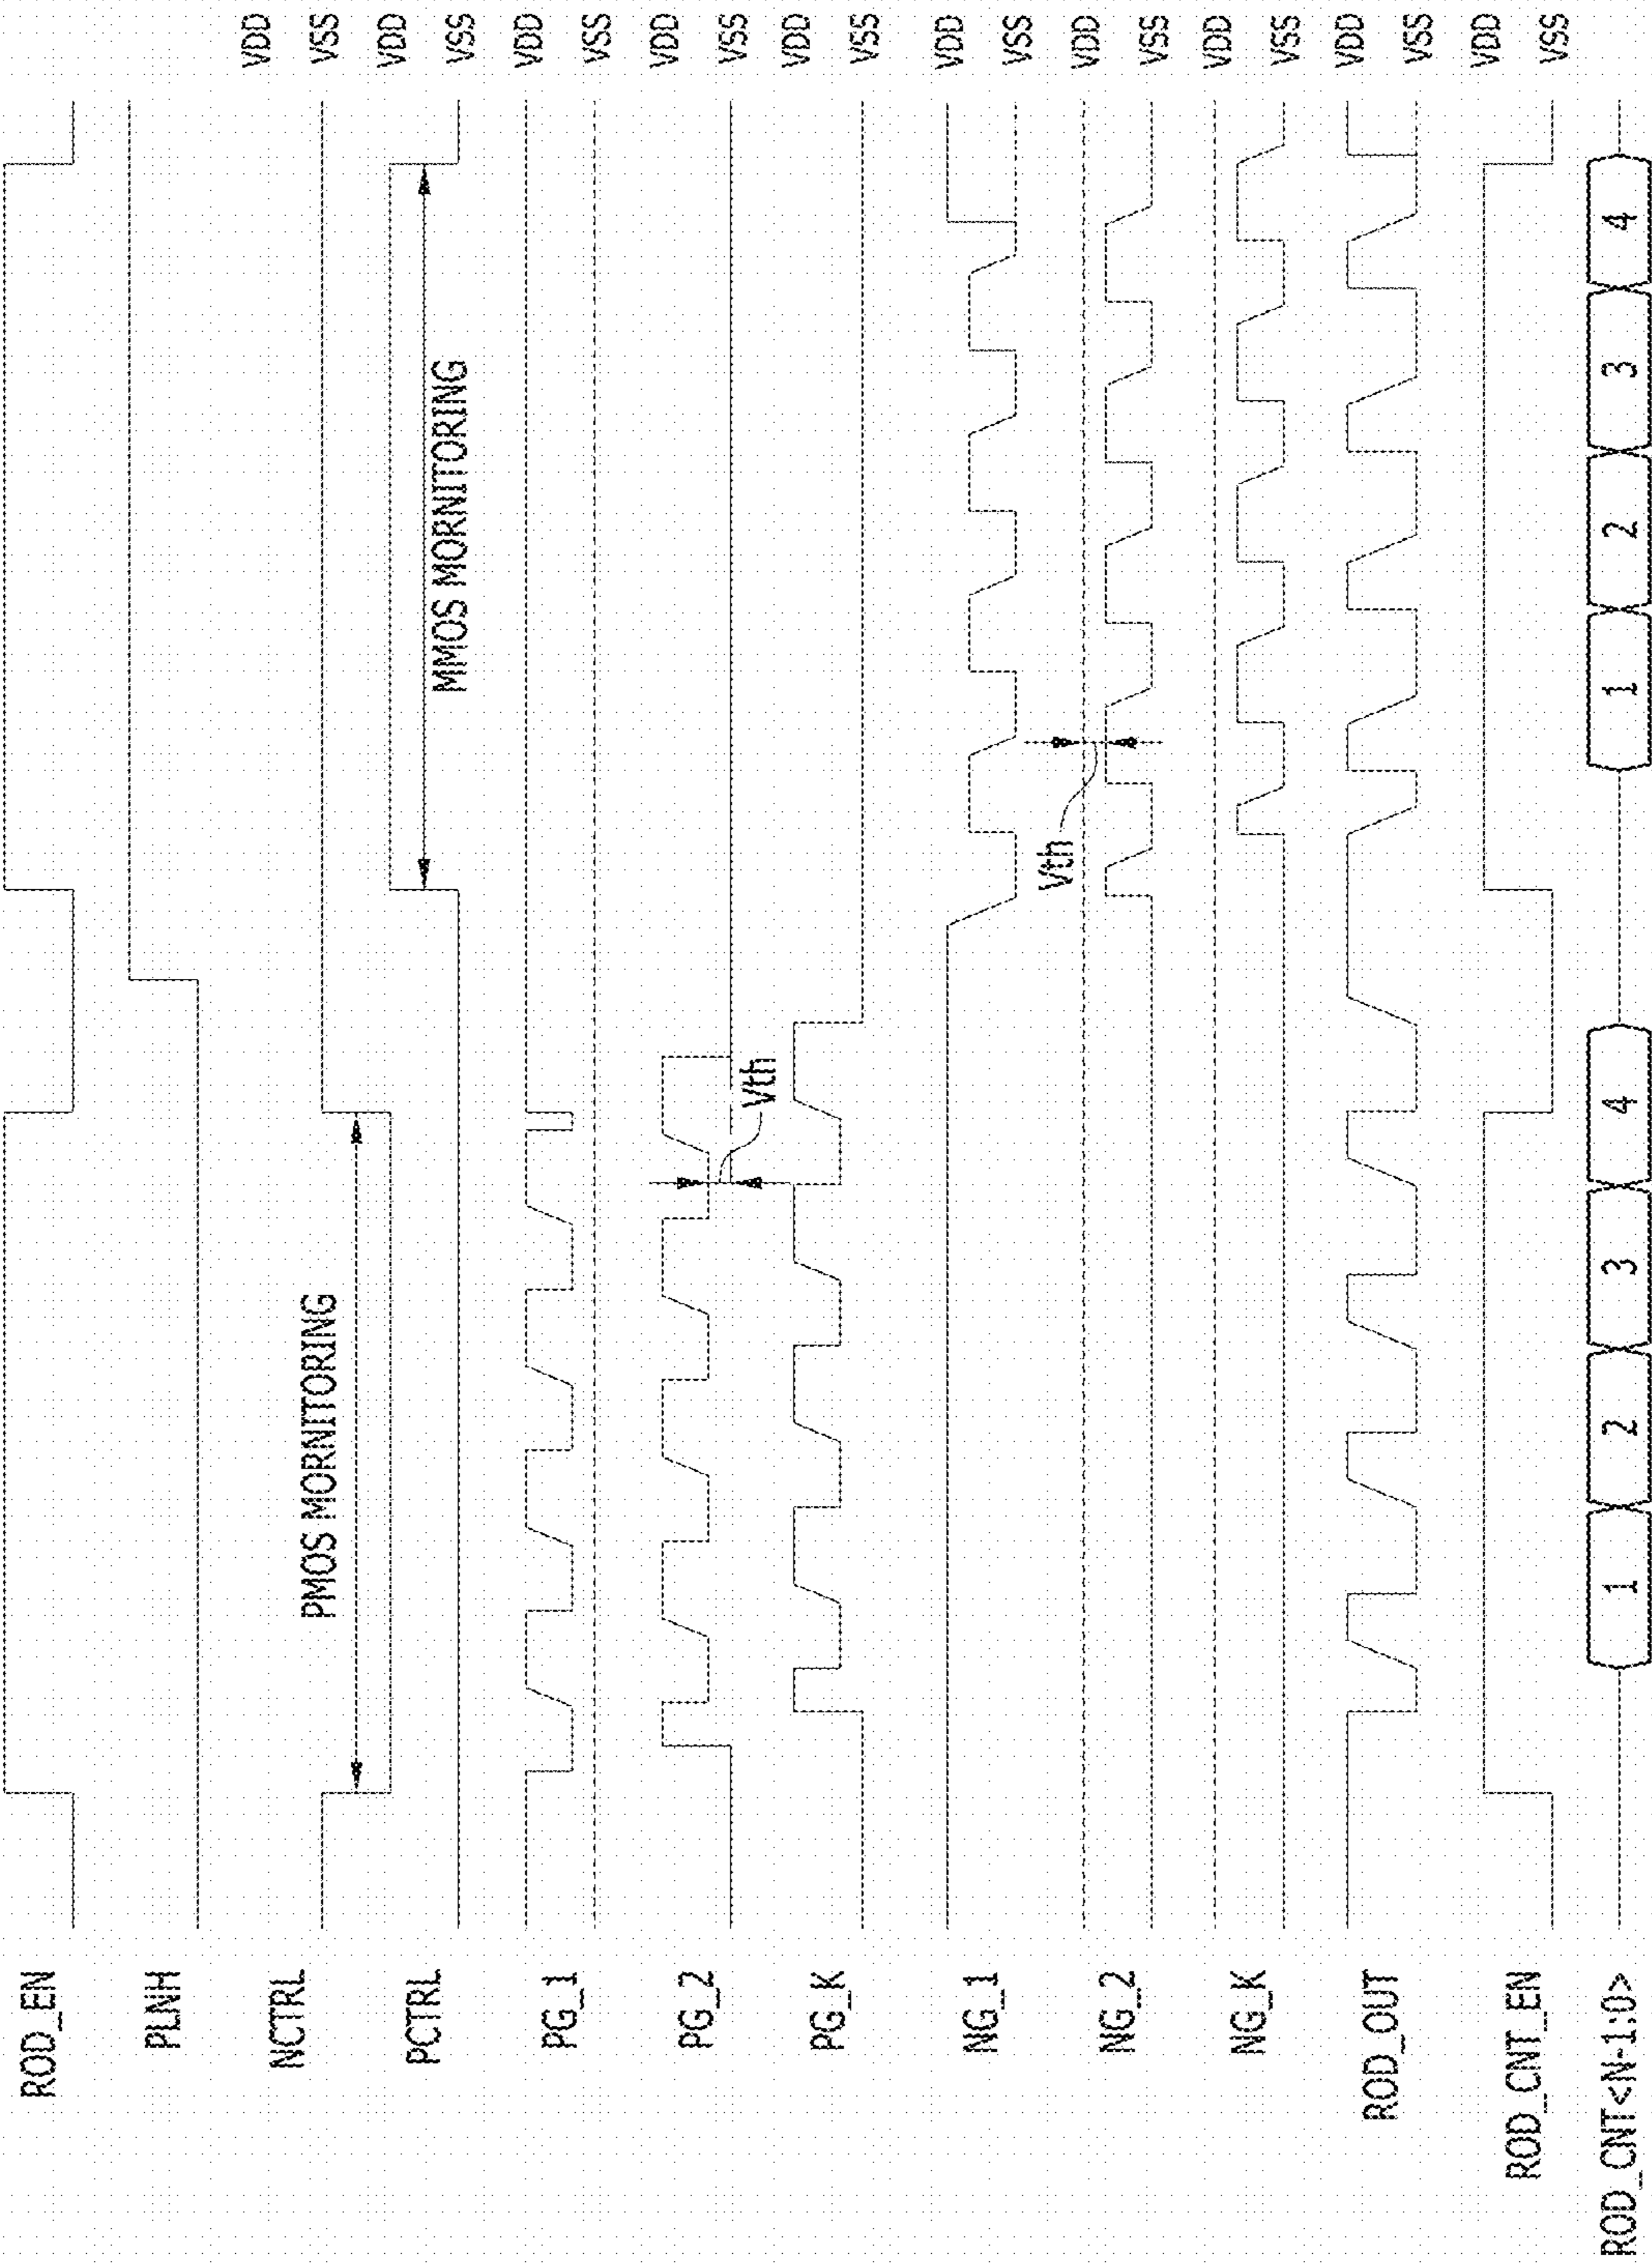 ROD_EN
PLNH
NCTRL
VDD
VSS
PMOS MORNITORING
PCTRL
VDD
VSS
MMOS MORNITORING
PG_1
VDD
VSS
PG_2
VDD
VSS
Vth
PG_K
VDD
VSS
NG_1
VDD
VSS
NG_2
VDD
VSS
Vth
NG_K
VDD
VSS
ROD_OUT
VDD
VSS
ROD_CNT_EN
VDD
VSS
ROD_CNT<N-1:0>
1 2 3 4 1 2 3 4